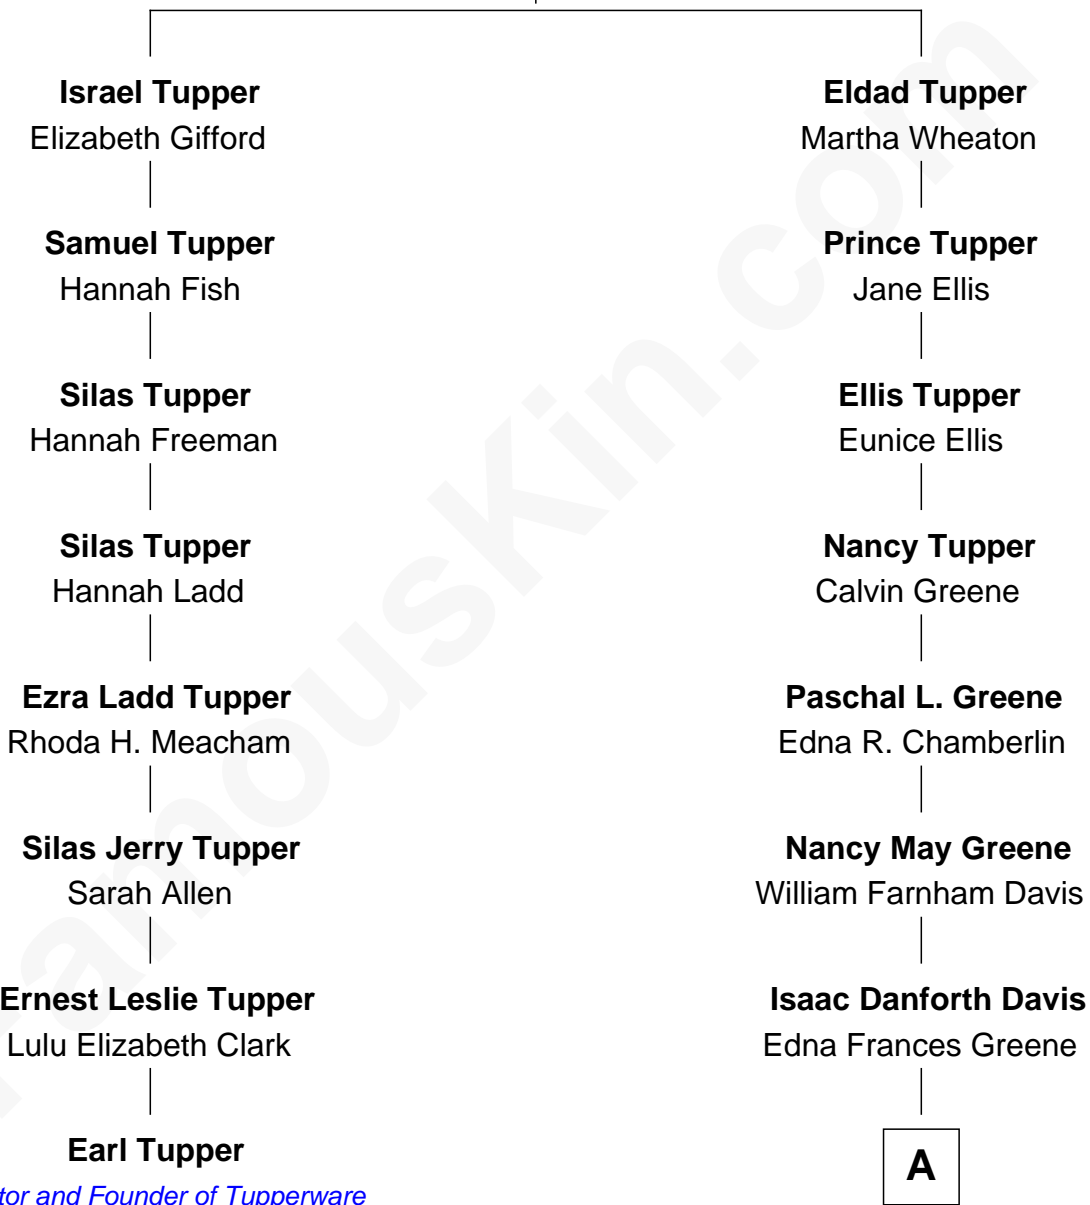 Israel Tupper
Elizabeth Gifford
Samuel Tupper
Hannah Fish
Silas Tupper
Hannah Freeman
Silas Tupper
Hannah Ladd
Ezra Ladd Tupper
Rhoda H. Meacham
Silas Jerry Tupper
Sarah Allen
Ernest Leslie Tupper
Lulu Elizabeth Clark
Earl Tupper
tor and Founder of Tupperware
Eldad Tupper
Martha Wheaton
Prince Tupper
Jane Ellis
Ellis Tupper
Eunice Ellis
Nancy Tupper
Calvin Greene
Paschal L. Greene
Edna R. Chamberlin
Nancy May Greene
William Farnham Davis
Isaac Danforth Davis
Edna Frances Greene
A
FamousKin.com